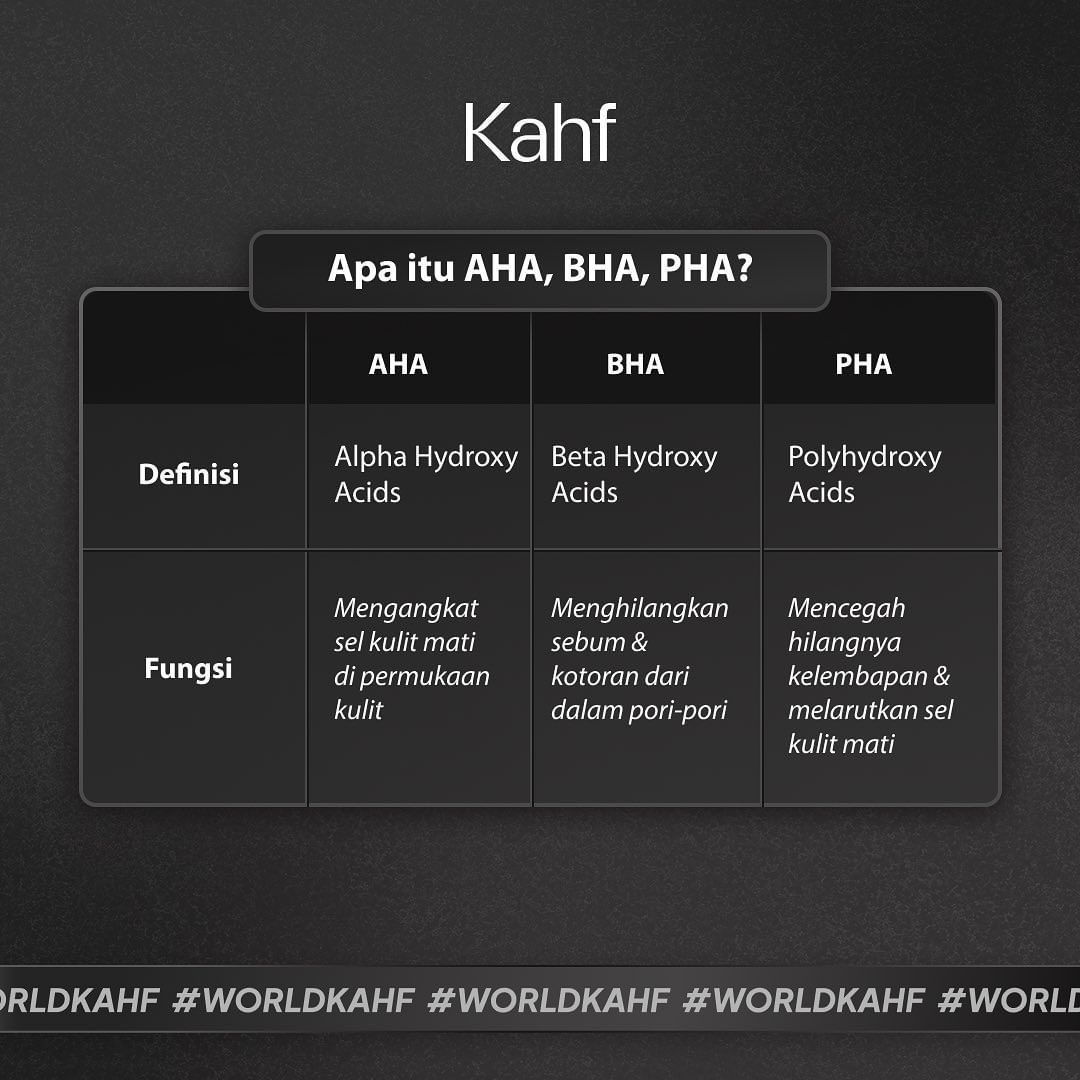 Kahf
Apa itu AHA, BHA, PHA?
AHA
BHA
PHA
Definisi
Alpha Hydroxy
Acids
Beta Hydroxy
Acids
Polyhydroxy
Acids
Fungsi
Mengangkat
sel kulit mati
di permukaan
kulit
Menghilangkan
sebum &
kotoran dari
dalam pori-pori
Mencegah
hilangnya
kelembapan &
melarutkan sel
kulit mati
ORLDKAHF #WORLDKAHF #WORLDKAHF #WORLDKAHF #WORLD